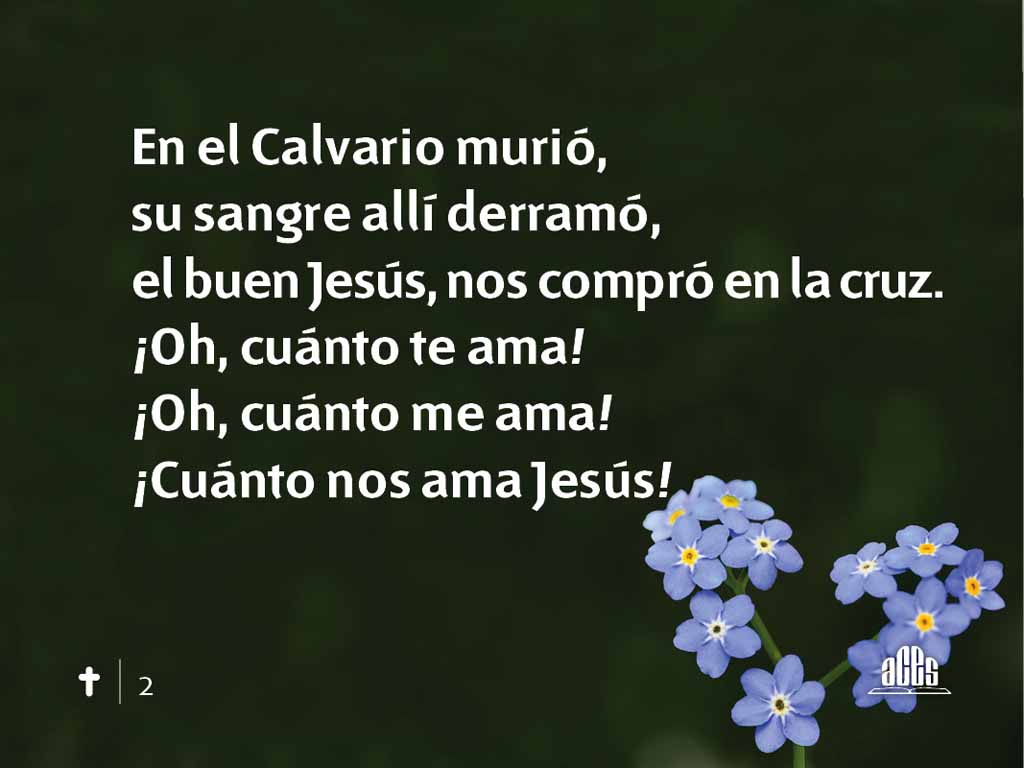 En el Calvario murió,
su sangre allí derramó,
el buen Jesús, nos compró en la cruz.
¡Oh, cuánto te ama!
¡Oh, cuánto me ama!
¡Cuánto nos ama Jesús!
2
aces